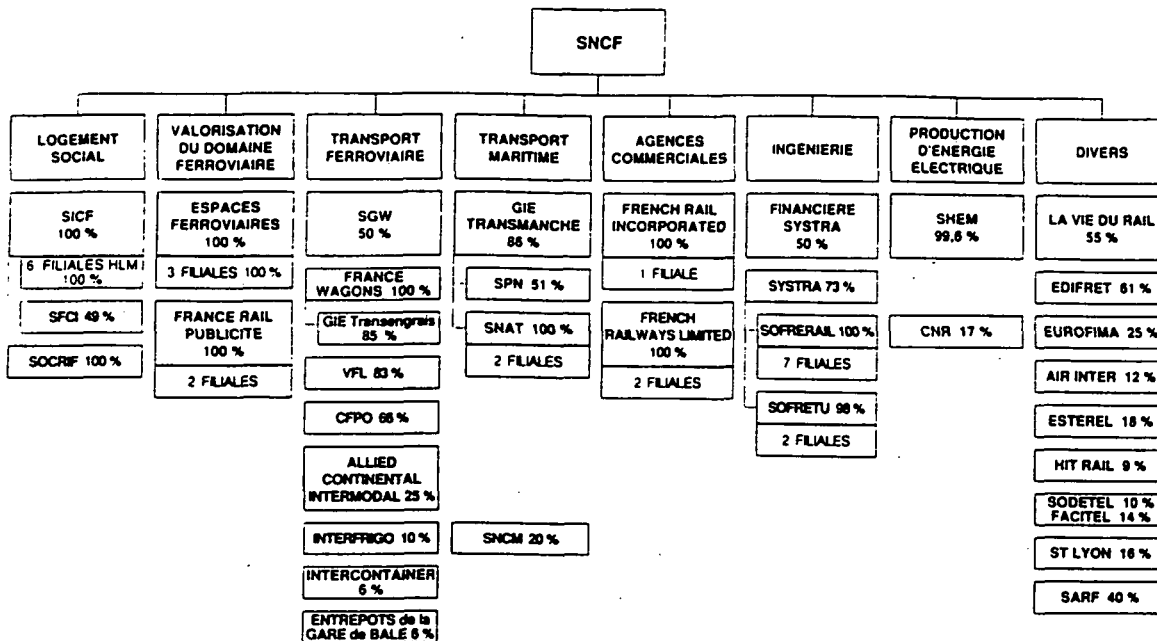 SNCF
LOGEMENT
SOCIAL
SICF
100 %
6 FILIALES HLM
100 %
SFCI 49 %
SOCRIF 100 %
VALORISATION
DU DOMAINE
FERROVIAIRE
ESPACES
FERROVIAIRES
100 %
3 FILIALES 100 %
FRANCE RAIL
PUBLICITE
100 %
2 FILIALES
TRANSPORT
FERROVIAIRE
SGW
50 %
FRANCE
WAGONS 100 %
GIE Transengrais
85 %
VFL 83 %
CFPO 66 %
ALLIED
CONTINENTAL
INTERMODAL 25 %
INTERFRIGO 10 %
INTERCONTAINER
6 %
ENTREPOTS de la
GARE de BALE 6 %
TRANSPORT
MARITIME
GIE
TRANSMANCHE
86 %
SPN 51 %
SNAT 100 %
2 FILIALES
SNCM 20 %
AGENCES
COMMERCIALES
FRENCH RAIL
INCORPORATED
100 %
1 FILIALE
FRENCH
RAILWAYS LIMITED
100 %
2 FILIALES
INGENIERIE
FINANCIERE
SYSTRA
50 %
SYSTRA 73 %
SOFRERAIL 100 %
7 FILIALES
SOFRETU 98 %
2 FILIALES
PRODUCTION
D'ÉNERGIE
ELECTRIQUE
SHEM
99,6 %
CNR 17 %
DIVERS
LA VIE DU RAIL
55 %
EDIFRET 61 %
EUROFIMA 25 %
AIR INTER 12 %
ESTEREL 18 %
HIT RAIL 9 %
SODETEL 10 %
FACITEL 14 %
ST LYON 16 %
SARF 40 %